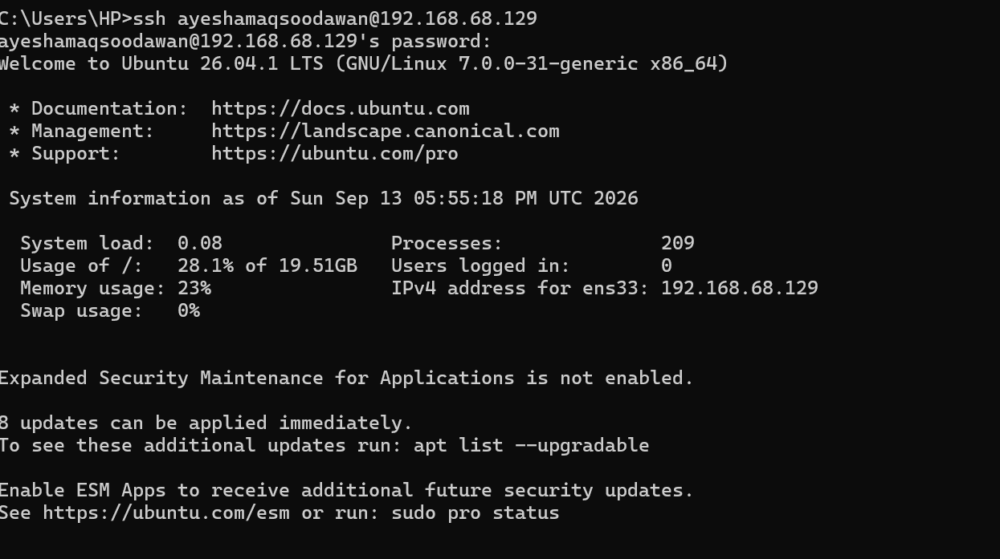 C:\Users\HP>ssh ayeshamaqsoodawan@192.168.68.129
ayeshamaqsoodawan@192.168.68.129's password:
Welcome to Ubuntu 26.04.1 LTS (GNU/Linux 7.0.0-31-generic x86_64)
* Documentation:  https://docs.ubuntu.com
* Management:     https://landscape.canonical.com
* Support:        https://ubuntu.com/pro
System information as of Sun Sep 13 05:55:18 PM UTC 2026
System load:  0.08               Processes:              209
Usage of /:   28.1% of 19.51GB   Users logged in:        0
Memory usage: 23%                IPv4 address for ens33: 192.168.68.129
Swap usage:   0%
Expanded Security Maintenance for Applications is not enabled.
8 updates can be applied immediately.
To see these additional updates run: apt list --upgradable
Enable ESM Apps to receive additional future security updates.
See https://ubuntu.com/esm or run: sudo pro status